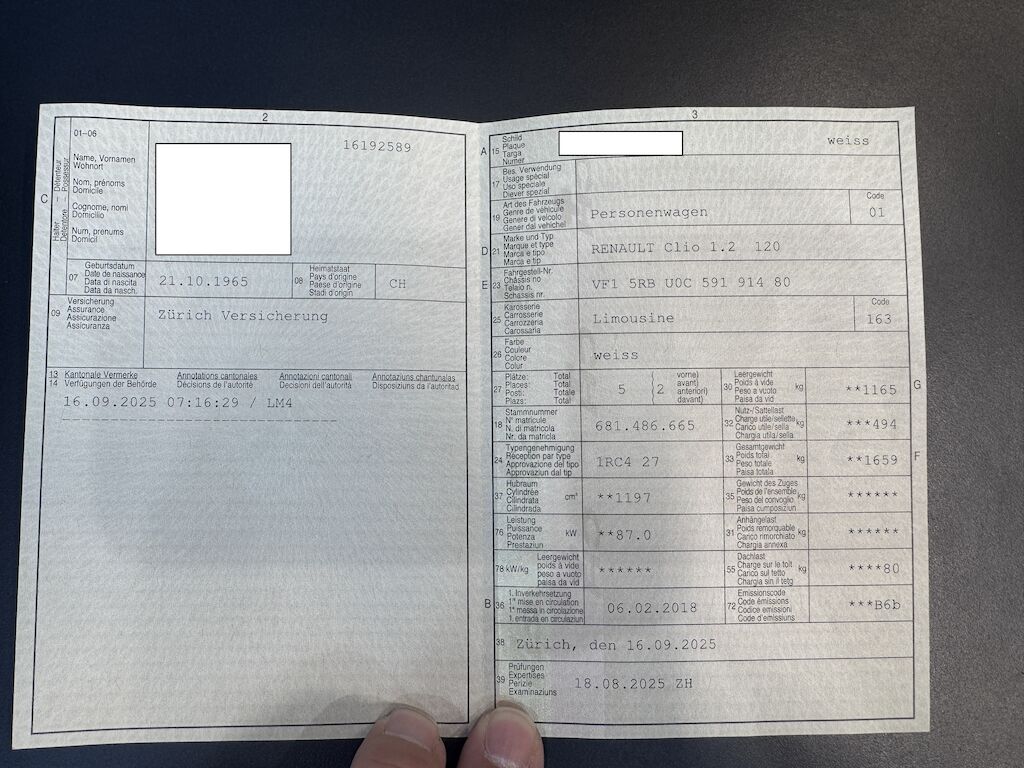 2
01-06
16192589
C
Halter – Détenteur
Detentore – Possessur
Name, Vornamen
Wohnort
Nom, prénoms
Domicile
Cognome, nomi
Domicilio
Num, prenums
Domicil
07
Geburtsdatum
Date de naissance
Data di nascita
Data da nasch.
21.10.1965
08
Heimatstaat
Pays d'origine
Paese d'origine
Stadi d'origin
CH
09
Versicherung
Assurance
Assicurazione
Assicuranza
Zürich Versicherung
13 Kantonale Vermerke Annotations cantonales Annotazioni cantonali Annotaziuns chantunalas
14 Verfügungen der Behörde Décisions de l'autorité Decisioni dell'autorità Disposiziuns da l'autoritad
16.09.2025 07:16:29 / LM4
3
A 15
Schild
Plaque
Targa
Numer
weiss
17
Bes. Verwendung
Usage spécial
Uso speciale
Diever spezial
19
Art des Fahrzeugs
Genre de véhicule
Genere di veicolo
Gener dal vehichel
Personenwagen
Code
01
D 21
Marke und Typ
Marque et type
Marca e tipo
Marca e tip
RENAULT Clio 1.2 120
E 23
Fahrgestell-Nr.
Châssis no
Telaio n.
Schassis nr.
VF1 5RB U0C 591 914 80
25
Karosserie
Carrosserie
Carrozzeria
Carossaria
Limousine
Code
163
26
Farbe
Couleur
Colore
Colur
weiss
27
Plätze: Total
Places: Total
Posti: Totale
Plazs: Total
5
2
vorne)
avant)
anteriori)
davant)
30
Leergewicht
Poids à vide
Peso a vuoto
Paisa da vid
kg
**1165
G
18
Stammnummer
N° matricule
N. di matricola
Nr. da matricla
681.486.665
32
Nutz-/Sattellast
Charge utile/sellette
Carico utile/sella
Chargia utila/sella
kg
***494
24
Typengenehmigung
Réception par type
Approvazione del tipo
Approvaziun dal tip
1RC4 27
33
Gesamtgewicht
Poids total
Peso totale
Paisa totala
kg
**1659
F
37
Hubraum
Cylindrée
Cilindrata
Cilindrada
cm³
**1197
35
Gewicht des Zuges
Poids de l'ensemble
Peso del convoglio
Paisa cumposiziun
kg
******
76
Leistung
Puissance
Potenza
Prestaziun
kW
**87.0
31
Anhängelast
Poids remorquable
Carico rimorchiato
Chargia annexa
kg
******
78 kW/kg
Leergewicht
poids à vide
peso a vuoto
paisa da vid
******
55
Dachlast
Charge sur le toit
Carico sul tetto
Chargia sin il tetg
kg
****80
B 36
1. Inverkehrsetzung
1re mise en circulation
1a messa in circolazione
1. entrada en circulaziun
06.02.2018
72
Emissionscode
Code émissions
Codice emissioni
Code d'emissiuns
***B6b
38
Zürich, den 16.09.2025
39
Prüfungen
Expertises
Perizie
Examinaziuns
18.08.2025 ZH